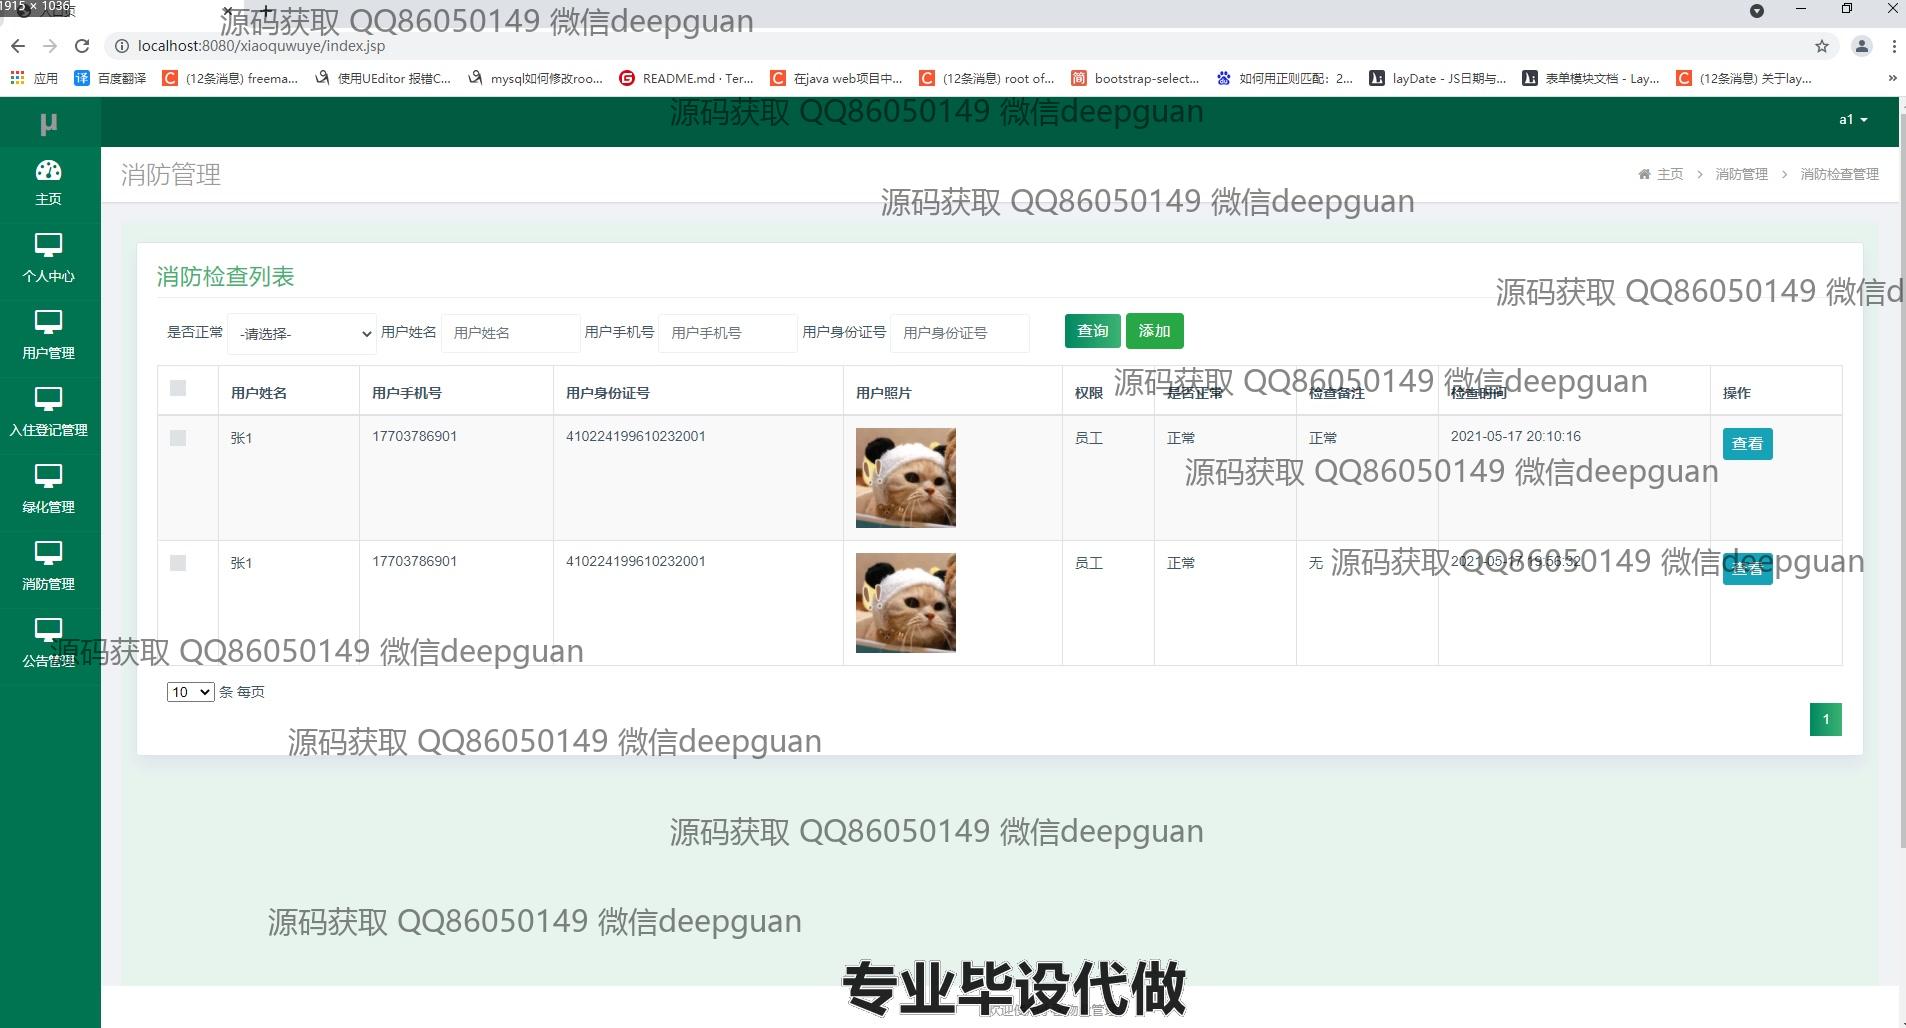 1915 × 1036
源码获取 QQ86050149 微信deepguan
localhost:8080/xiaoquwuye/index.jsp
应用 百度翻译 (12条消息) freema... 使用UEditor 报错C... mysql如何修改roo... README.md · Ter... 在java web项目中... (12条消息) root of... bootstrap-select... 如何用正则匹配：2... layDate - JS日期与... 表单模块文档 - Lay... (12条消息) 关于lay... »
μ
源码获取 QQ86050149 微信deepguan
a1
主页
个人中心
用户管理
入住登记管理
绿化管理
消防管理
公告管理
消防管理
主页 > 消防管理 > 消防检查管理
源码获取 QQ86050149 微信deepguan
消防检查列表
源码获取 QQ86050149 微信d
是否正常 -请选择- 用户姓名 用户姓名 用户手机号 用户手机号 用户身份证号 用户身份证号 查询 添加
源码获取 QQ86050149 微信deepguan
用户姓名 用户手机号 用户身份证号 用户照片 权限 是否正常 检查备注 检查时间 操作
张1 17703786901 410224199610232001 员工 正常 正常 2021-05-17 20:10:16 查看
源码获取 QQ86050149 微信deepguan
张1 17703786901 410224199610232001 员工 正常 无 2021-05-17 19:56:32 查看
源码获取 QQ86050149 微信deepguan
源码获取 QQ86050149 微信deepguan
10 条 每页
1
源码获取 QQ86050149 微信deepguan
源码获取 QQ86050149 微信deepguan
源码获取 QQ86050149 微信deepguan
专业毕设代做